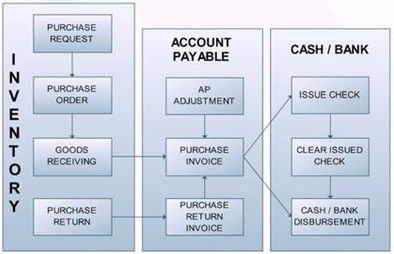 INVENTORY
PURCHASE
REQUEST
PURCHASE
ORDER
GOODS
RECEIVING
PURCHASE
RETURN
ACCOUNT
PAYABLE
AP
ADJUSTMENT
PURCHASE
INVOICE
PURCHASE
RETURN
INVOICE
CASH / BANK
ISSUE CHECK
CLEAR ISSUED
CHECK
CASH / BANK
DISBURSEMENT